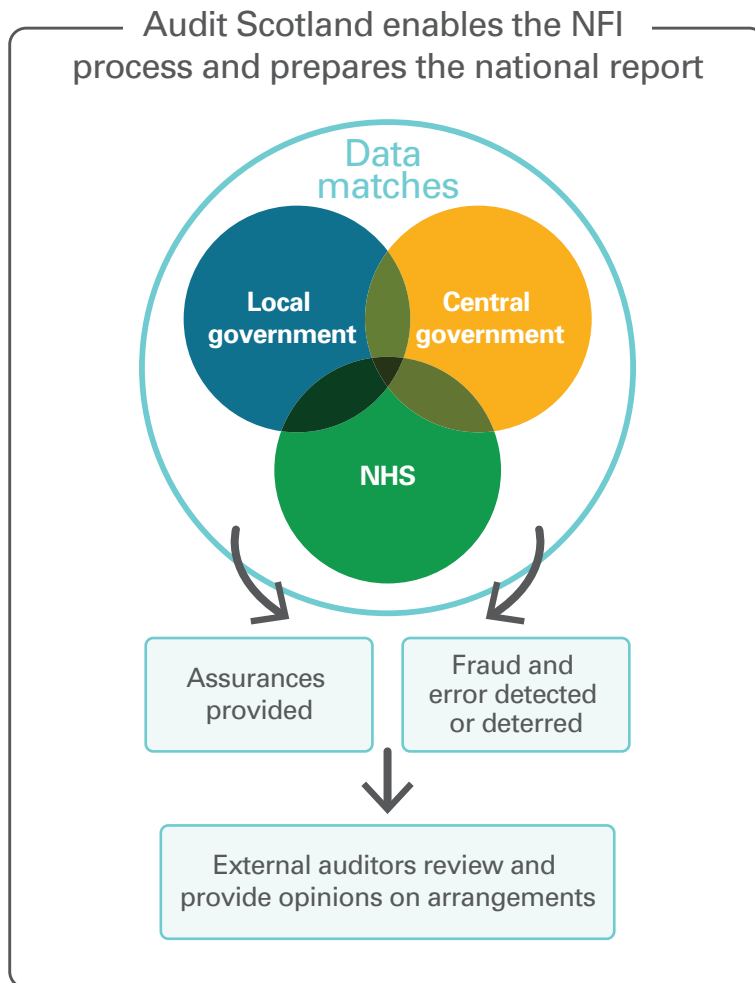 Audit Scotland enables the NFI
process and prepares the national report
Data
matches
Local
government
Central
government
NHS
Assurances
provided
Fraud and
error detected
or deterred
External auditors review and
provide opinions on arrangements